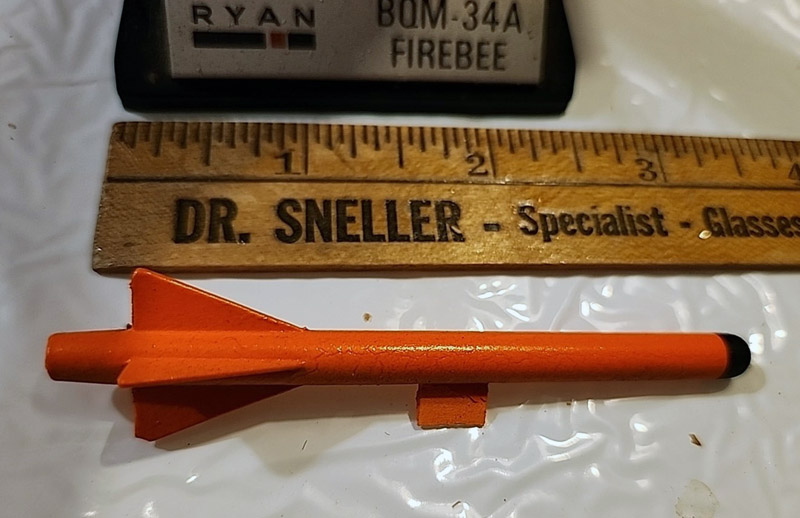 RYAN
BQM-34A
FIREBEE
1 2 3 4
DR. SNELLER - Specialist - Glasses